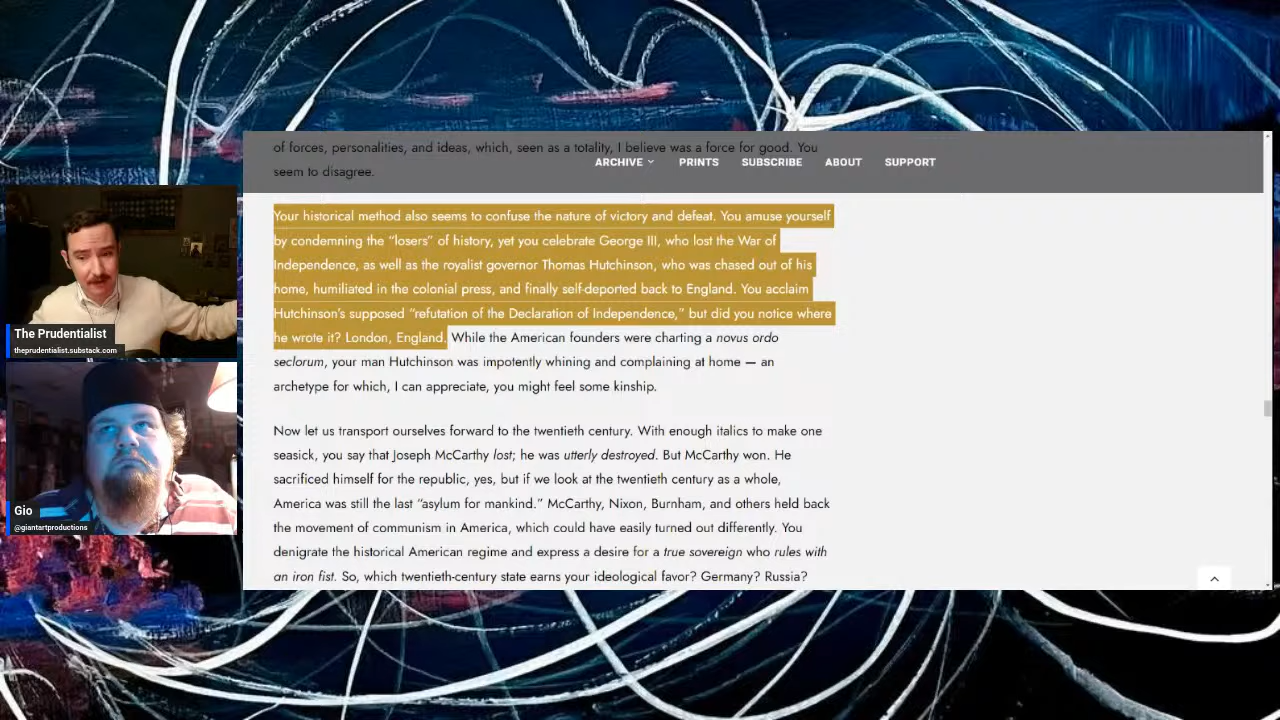 of forces, personalities, and ideas, which, seen as a totality, I believe was a force for good. You
seem to disagree.
ARCHIVE PRINTS SUBSCRIBE ABOUT SUPPORT
Your historical method also seems to confuse the nature of victory and defeat. You amuse yourself
by condemning the “losers” of history, yet you celebrate George III, who lost the War of
Independence, as well as the royalist governor Thomas Hutchinson, who was chased out of his
home, humiliated in the colonial press, and finally self-deported back to England. You acclaim
Hutchinson’s supposed “refutation of the Declaration of Independence,” but did you notice where
he wrote it? London, England. While the American founders were charting a novus ordo
seclorum, your man Hutchinson was impotently whining and complaining at home — an
archetype for which, I can appreciate, you might feel some kinship.
Now let us transport ourselves forward to the twentieth century. With enough italics to make one
seasick, you say that Joseph McCarthy lost; he was utterly destroyed. But McCarthy won. He
sacrificed himself for the republic, yes, but if we look at the twentieth century as a whole,
America was still the last “asylum for mankind.” McCarthy, Nixon, Burnham, and others held back
the movement of communism in America, which could have easily turned out differently. You
denigrate the historical American regime and express a desire for a true sovereign who rules with
an iron fist. So, which twentieth-century state earns your ideological favor? Germany? Russia?
The Prudentialist
theprudentialist.substack.com
Gio
@giantartproductions